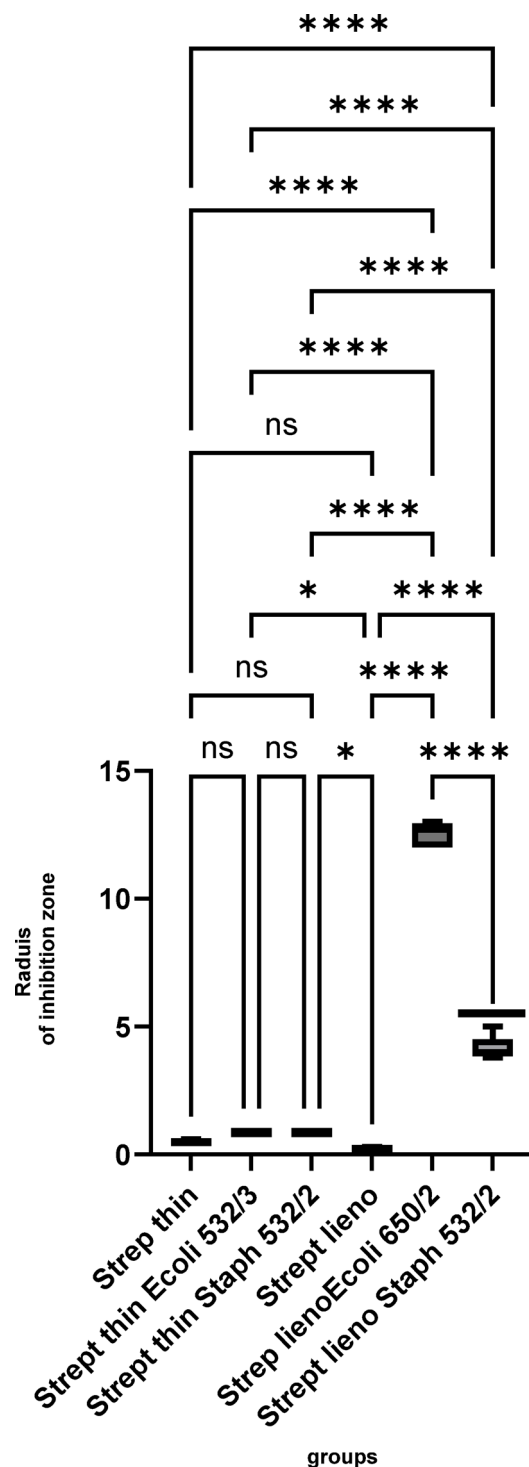 ****
****
****
****
****
ns
****
* ****
ns ****
ns ns * ****
15
10
5
0
Raduis
of inhibition zone
Strep thin
Strept thin Ecoli 532/3
Strept thin Staph 532/2
Strept lieno
Strep lienoEcoli 650/2
Strept lieno Staph 532/2
groups